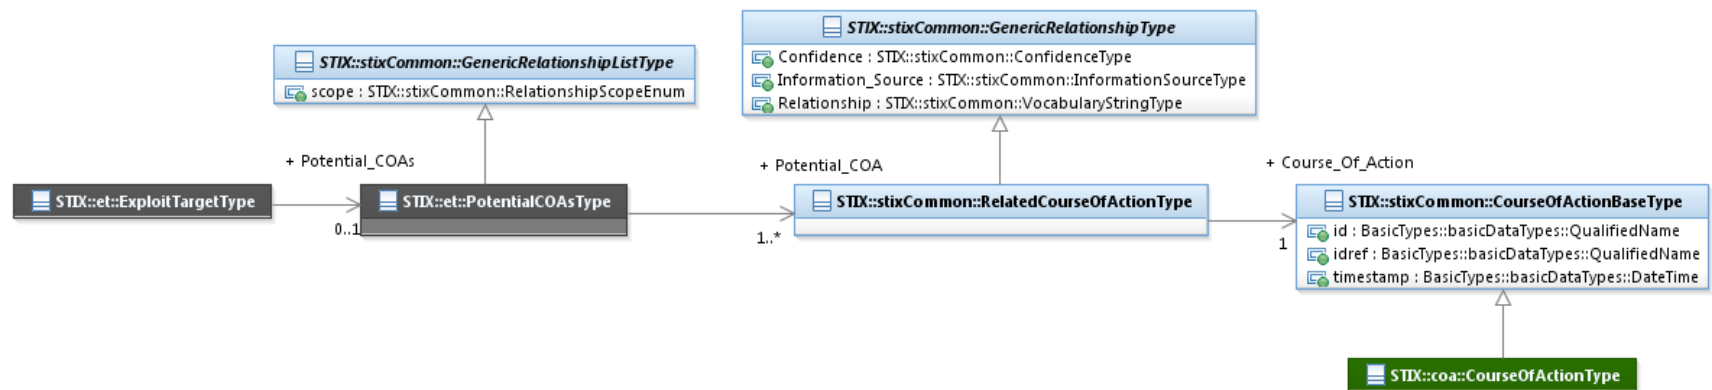 STIX::stixCommon::GenericRelationshipType
Confidence : STIX::stixCommon::ConfidenceType
Information_Source : STIX::stixCommon::InformationSourceType
Relationship : STIX::stixCommon::VocabularyStringType
STIX::stixCommon::GenericRelationshipListType
scope : STIX::stixCommon::RelationshipScopeEnum
+ Potential_COAs
+ Potential_COA
+ Course_Of_Action
STIX::et::ExploitTargetType
STIX::et::PotentialCOAsType
STIX::stixCommon::RelatedCourseOfActionType
STIX::stixCommon::CourseOfActionBaseType
0..1
1..*
1
id : BasicTypes::basicDataTypes::QualifiedName
idref : BasicTypes::basicDataTypes::QualifiedName
timestamp : BasicTypes::basicDataTypes::DateTime
STIX::coa::CourseOfActionType